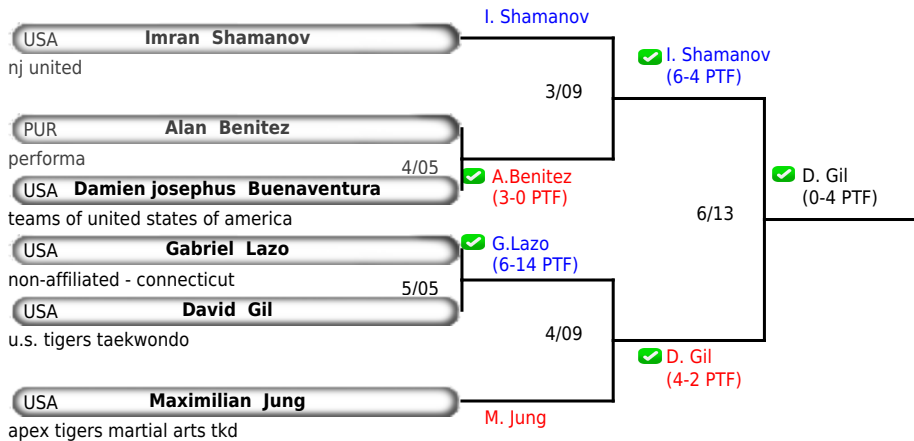 I. Shamanov
USA Imran Shamanov
nj united
I. Shamanov
(6-4 PTF)
3/09
PUR Alan Benitez
performa
4/05
A.Benitez
(3-0 PTF)
USA Damien josephus Buenaventura
teams of united states of america
D. Gil
(0-4 PTF)
6/13
USA Gabriel Lazo
non-affiliated - connecticut
G.Lazo
(6-14 PTF)
5/05
USA David Gil
u.s. tigers taekwondo
4/09
D. Gil
(4-2 PTF)
USA Maximilian Jung
apex tigers martial arts tkd
M. Jung